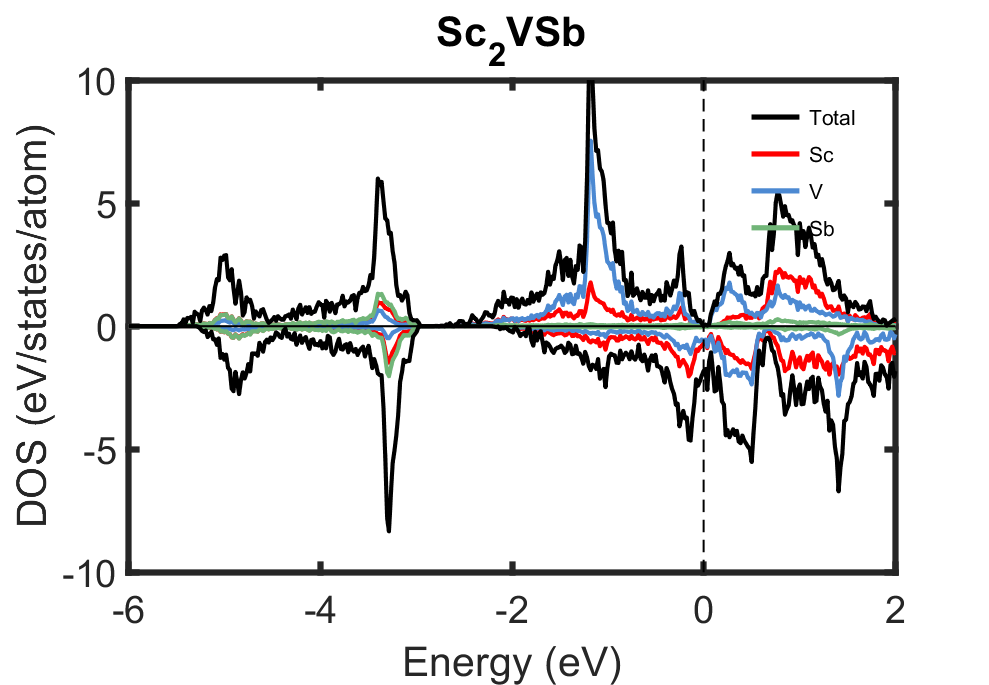 Sc₂VSb
10
5
0
-5
-10
DOS (eV/states/atom)
Total
Sc
V
Sb
-6 -4 -2 0 2
Energy (eV)